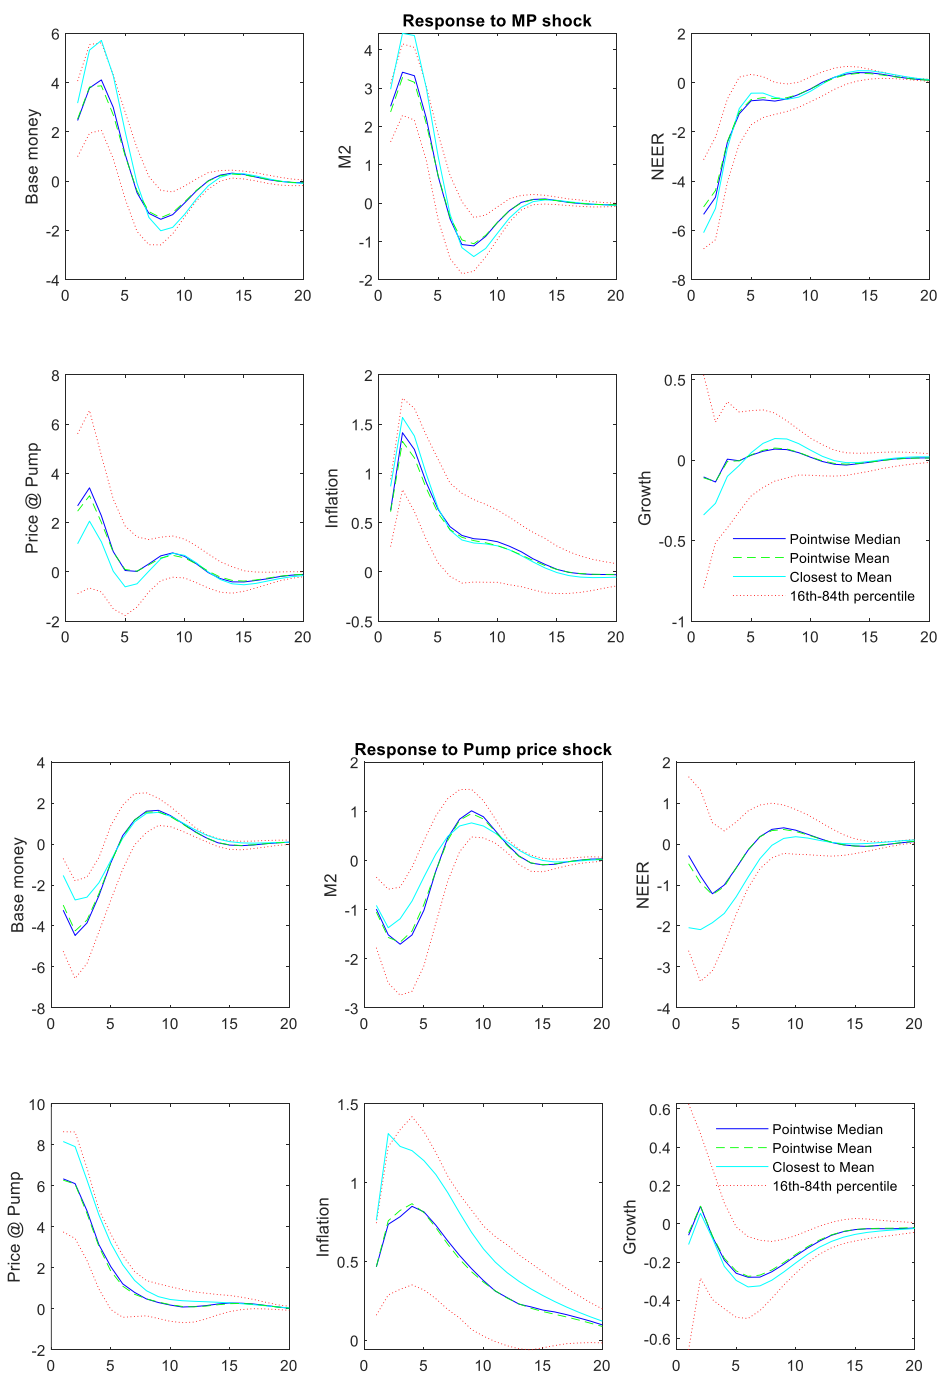 Response to MP shock
Base money
6
4
2
0
-2
-4
0 5 10 15 20
M2
4
3
2
1
0
-1
-2
0 5 10 15 20
NEER
2
0
-2
-4
-6
-8
0 5 10 15 20
Price @ Pump
8
6
4
2
0
-2
0 5 10 15 20
Inflation
2
1.5
1
0.5
0
-0.5
0 5 10 15 20
Growth
0.5
0
-0.5
-1
0 5 10 15 20
Pointwise Median
Pointwise Mean
Closest to Mean
16th-84th percentile
Response to Pump price shock
Base money
4
2
0
-2
-4
-6
-8
0 5 10 15 20
M2
2
1
0
-1
-2
-3
0 5 10 15 20
NEER
2
1
0
-1
-2
-3
-4
0 5 10 15 20
Price @ Pump
10
8
6
4
2
0
-2
0 5 10 15 20
Inflation
1.5
1
0.5
0
0 5 10 15 20
Growth
0.6
0.4
0.2
0
-0.2
-0.4
-0.6
0 5 10 15 20
Pointwise Median
Pointwise Mean
Closest to Mean
16th-84th percentile